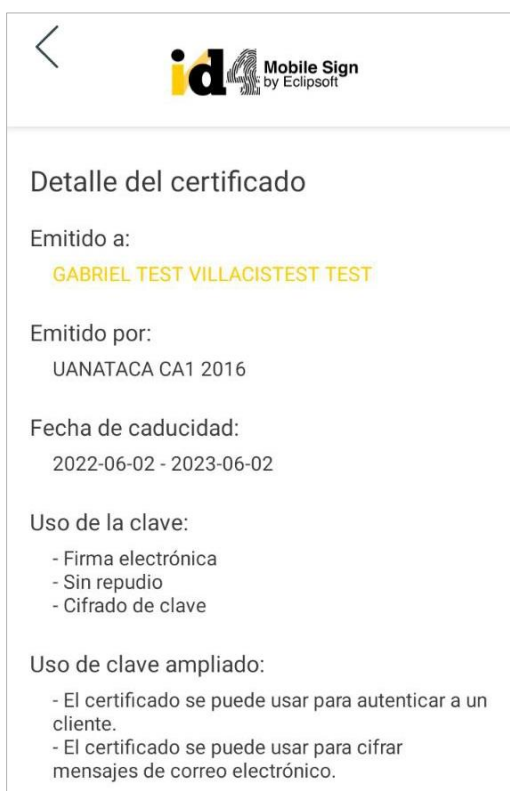 id4 Mobile Sign
by Eclipsoft
Detalle del certificado
Emitido a:
GABRIEL TEST VILLACISTEST TEST
Emitido por:
UANATACA CA1 2016
Fecha de caducidad:
2022-06-02 - 2023-06-02
Uso de la clave:
- Firma electrónica
- Sin repudio
- Cifrado de clave
Uso de clave ampliado:
- El certificado se puede usar para autenticar a un
cliente.
- El certificado se puede usar para cifrar
mensajes de correo electrónico.